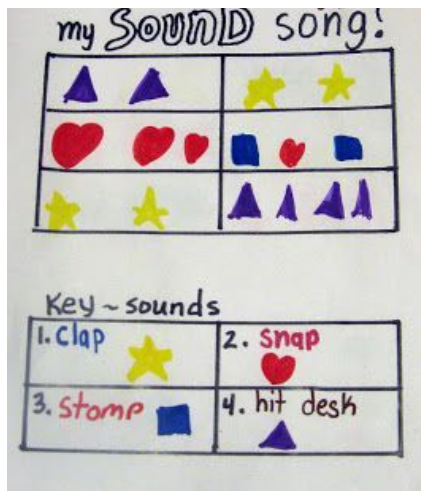 my SOUND song!
Key ~ sounds
1. Clap
2. snap
3. Stomp
4. hit desk